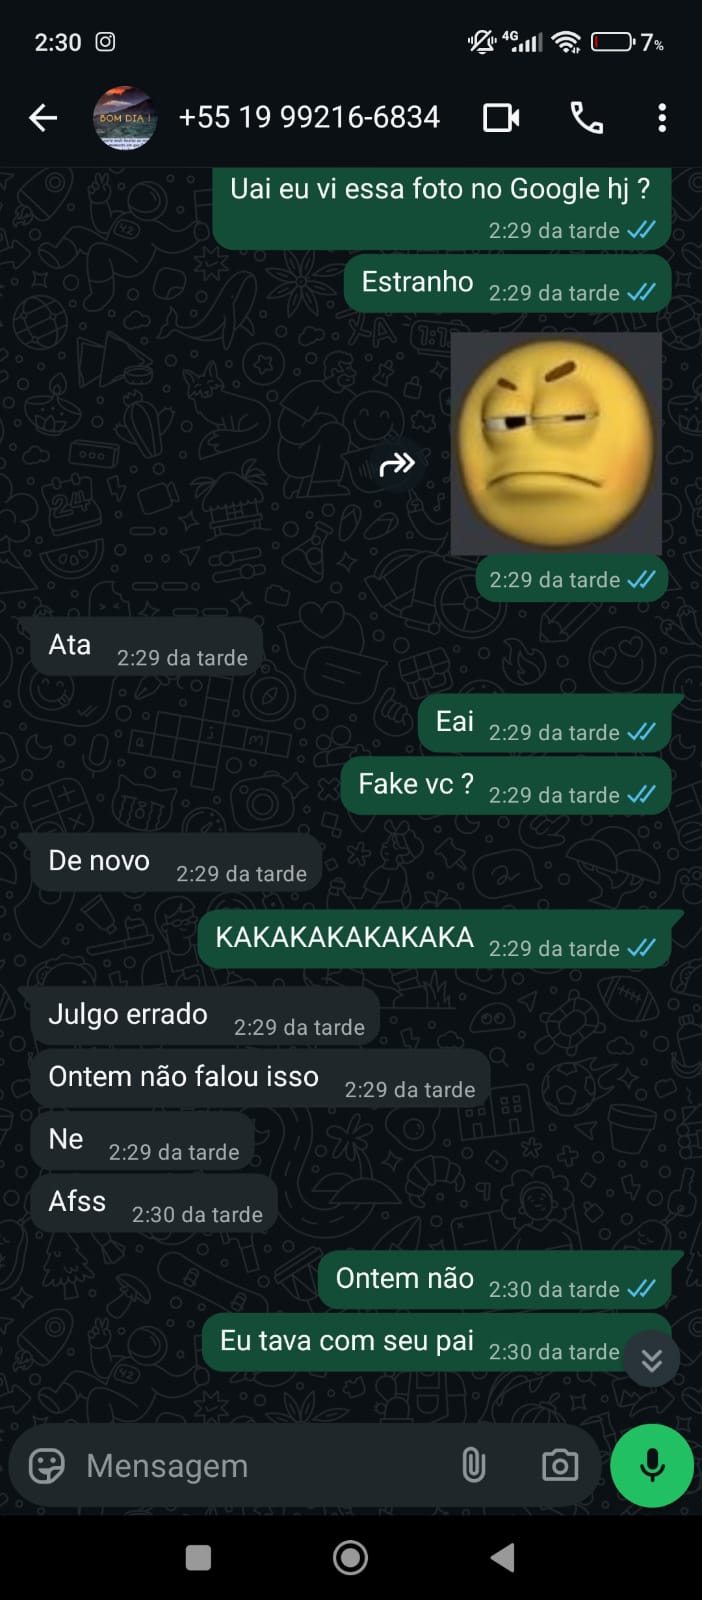 2:30
4G
7%
BOM DIA !
+55 19 99216-6834
Uai eu vi essa foto no Google hj ?
2:29 da tarde
Estranho 2:29 da tarde
2:29 da tarde
Ata 2:29 da tarde
Eai 2:29 da tarde
Fake vc ? 2:29 da tarde
De novo 2:29 da tarde
KAKAKAKAKAKAKA 2:29 da tarde
Julgo errado 2:29 da tarde
Ontem não falou isso 2:29 da tarde
Ne 2:29 da tarde
Afss 2:30 da tarde
Ontem não 2:30 da tarde
Eu tava com seu pai 2:30 da tarde
Mensagem